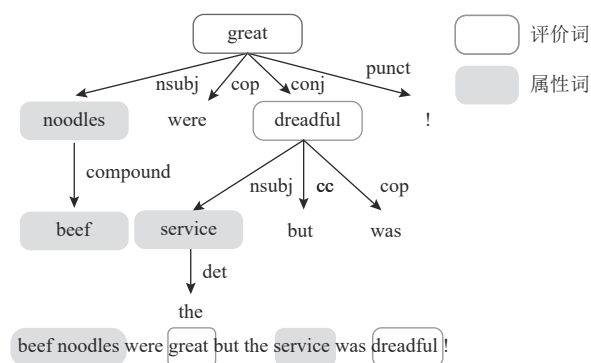 great
评价词
punct
nsubj cop conj
属性词
noodles were dreadful !
compound
nsubj cc cop
beef service but was
det
the
beef noodles were great but the service was dreadful!